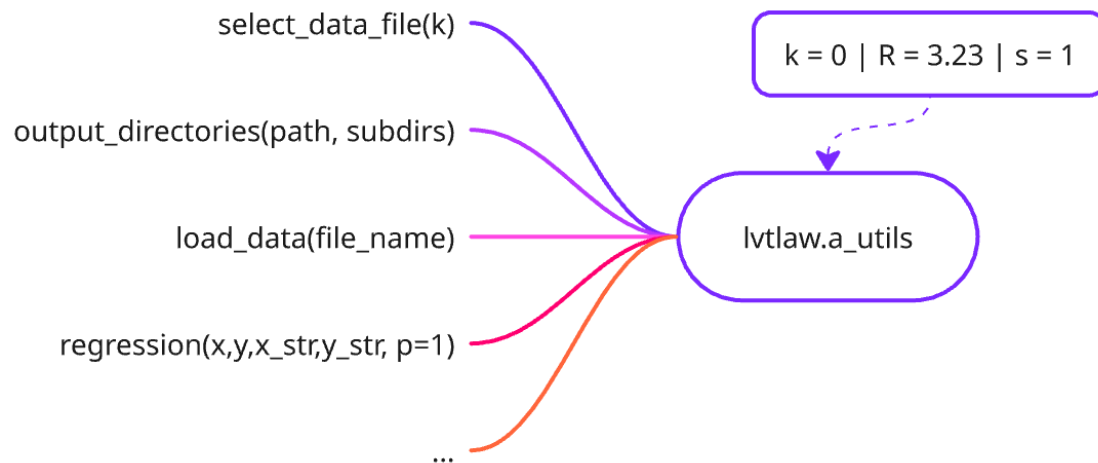 select_data_file(k)
k = 0 | R = 3.23 | s = 1
output_directories(path, subdirs)
load_data(file_name)
lvtlaw.a_utils
regression(x,y,x_str,y_str, p=1)
...